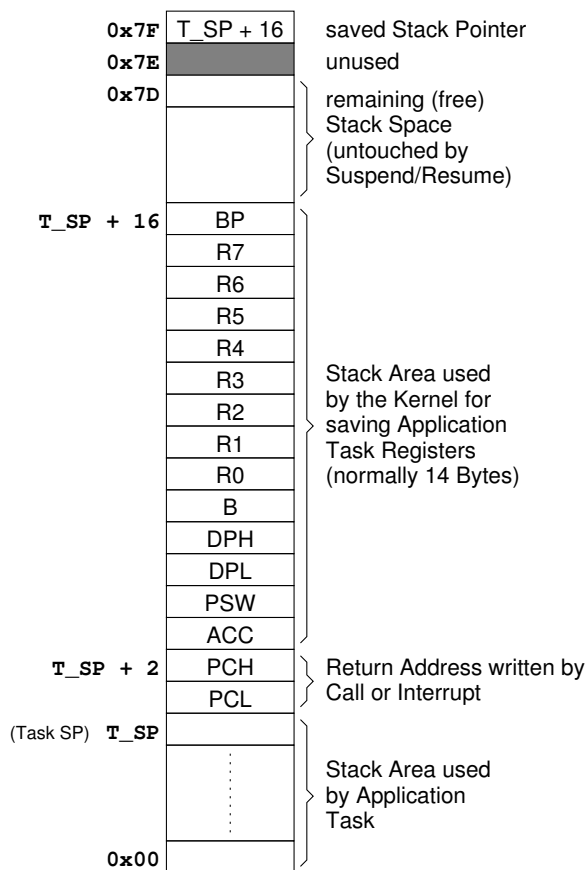 0x7F T_SP + 16 saved Stack Pointer
0x7E unused
0x7D remaining (free)
Stack Space
(untouched by
Suspend/Resume)
T_SP + 16 BP
R7
R6
R5
R4
R3 Stack Area used
R2 by the Kernel for
saving Application
R1 Task Registers
R0 (normally 14 Bytes)
B
DPH
DPL
PSW
ACC
T_SP + 2 PCH Return Address written by
PCL Call or Interrupt
(Task SP) T_SP
Stack Area used
by Application
Task
0x00